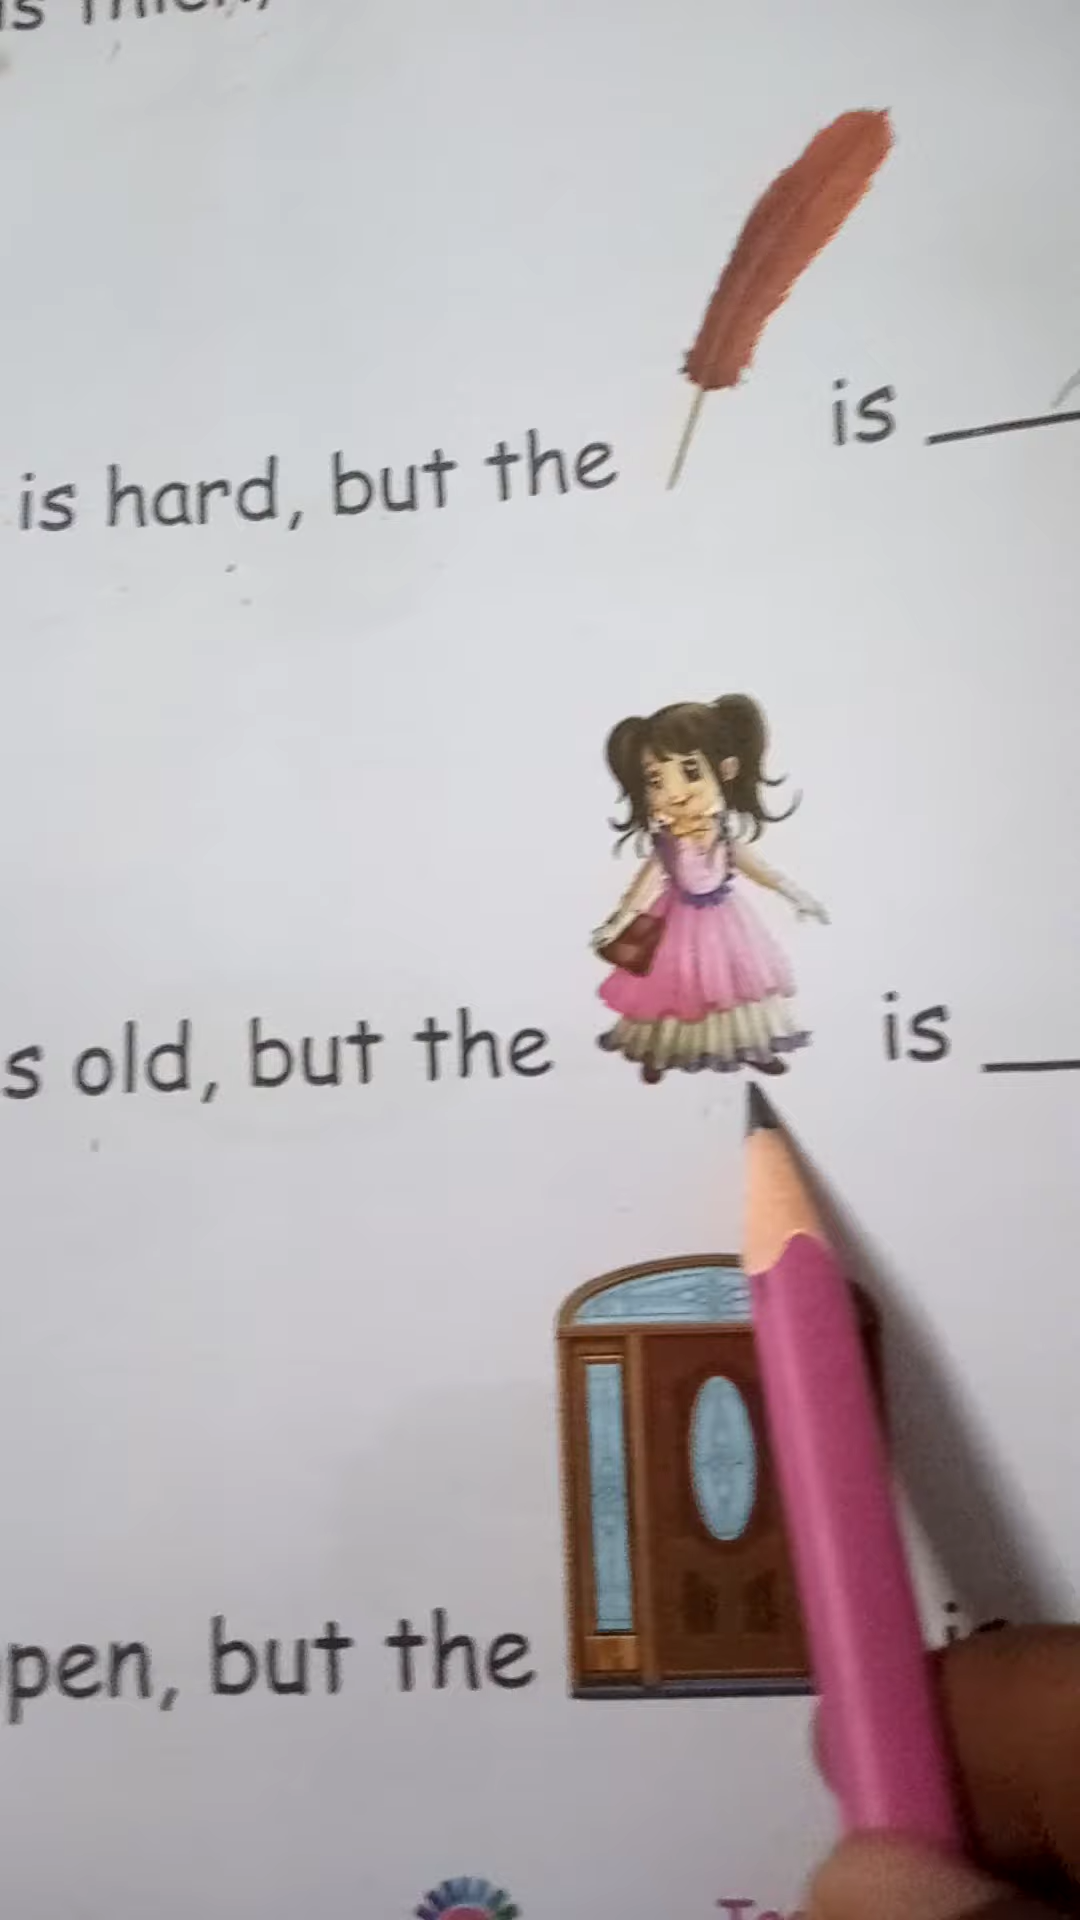 is hard, but the is
s old, but the is
pen, but the